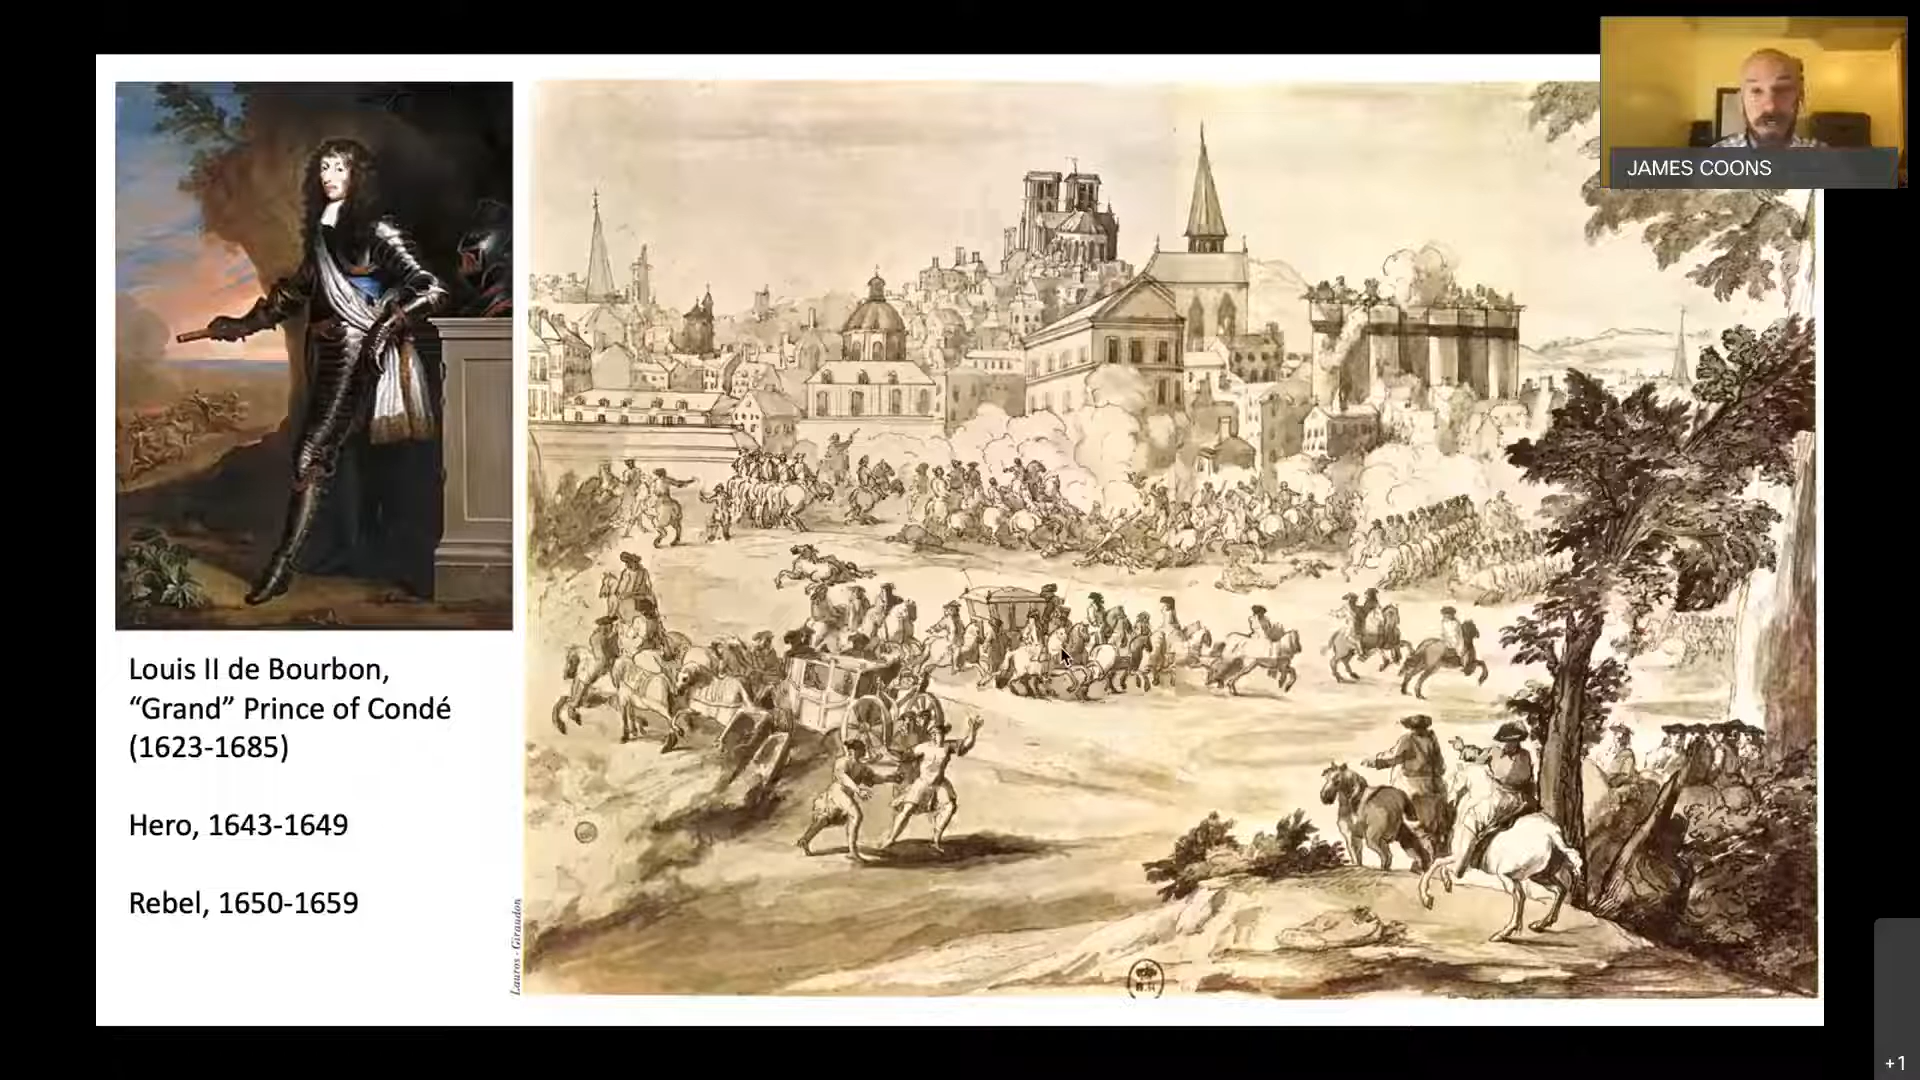 JAMES COONS
Louis II de Bourbon,
“Grand” Prince of Condé
(1623-1685)
Hero, 1643-1649
Rebel, 1650-1659
Lauros - Giraudon
+1